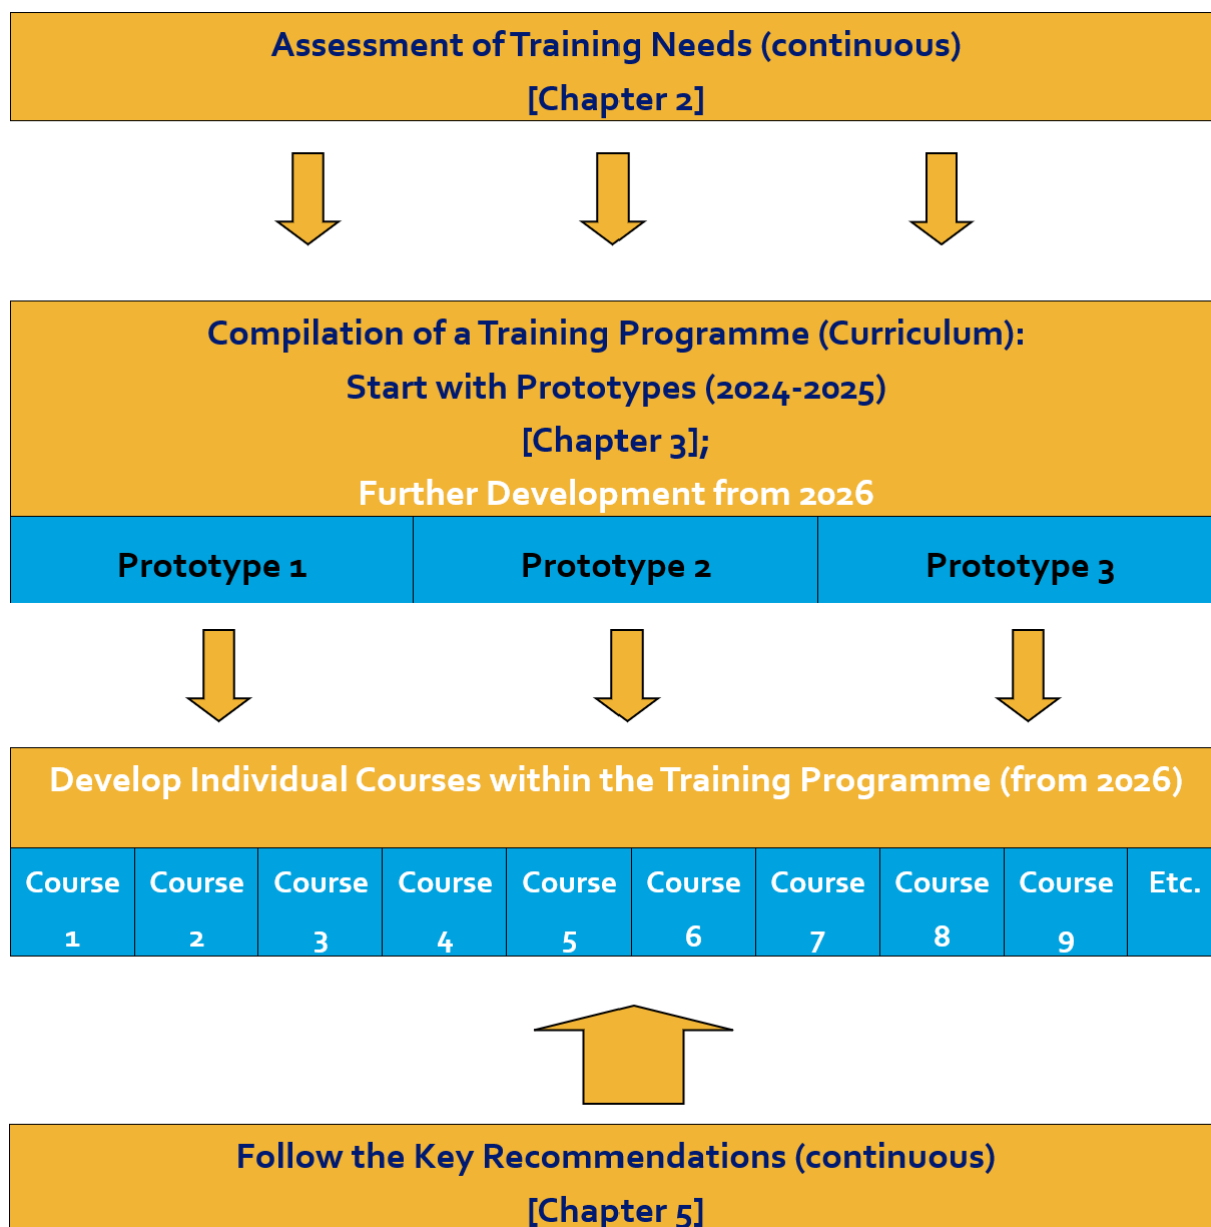 Assessment of Training Needs (continuous)
[Chapter 2]
Compilation of a Training Programme (Curriculum):
Start with Prototypes (2024-2025)
[Chapter 3];
Further Development from 2026
Prototype 1
Prototype 2
Prototype 3
Develop Individual Courses within the Training Programme (from 2026)
Course
1
Course
2
Course
3
Course
4
Course
5
Course
6
Course
7
Course
8
Course
9
Etc.
Follow the Key Recommendations (continuous)
[Chapter 5]